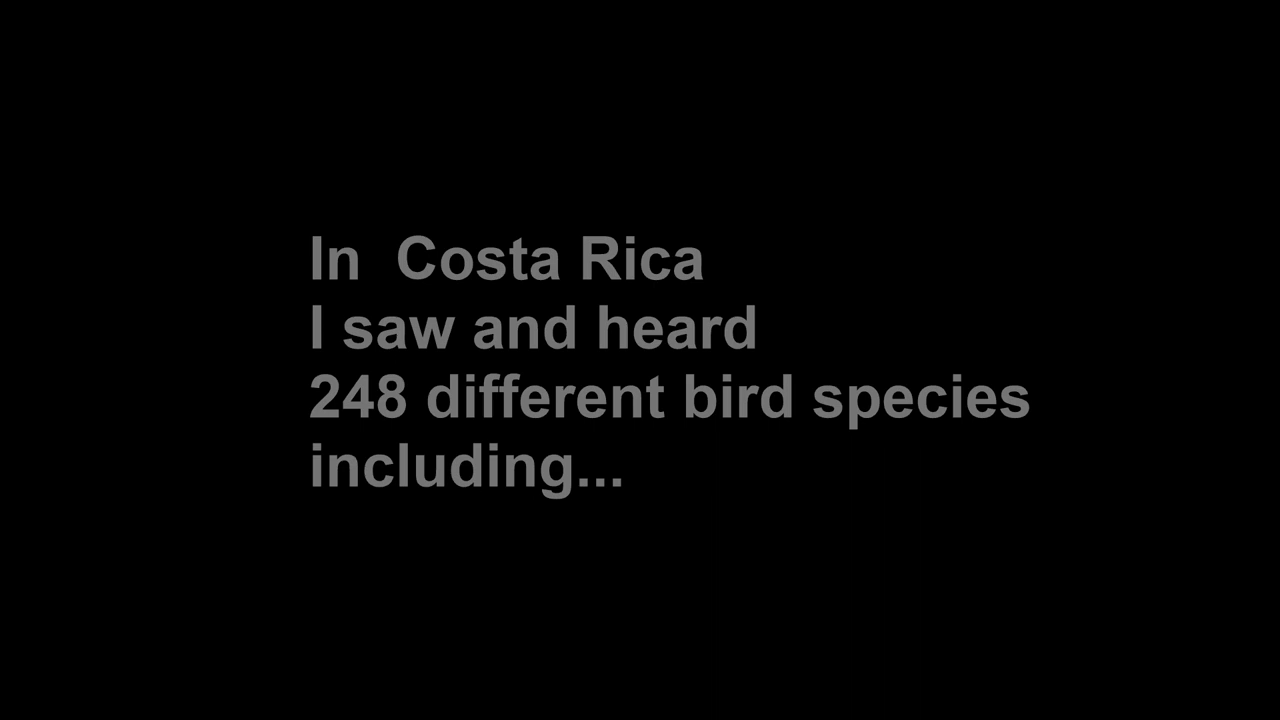 In  Costa Rica
I saw and heard
248 different bird species
including...